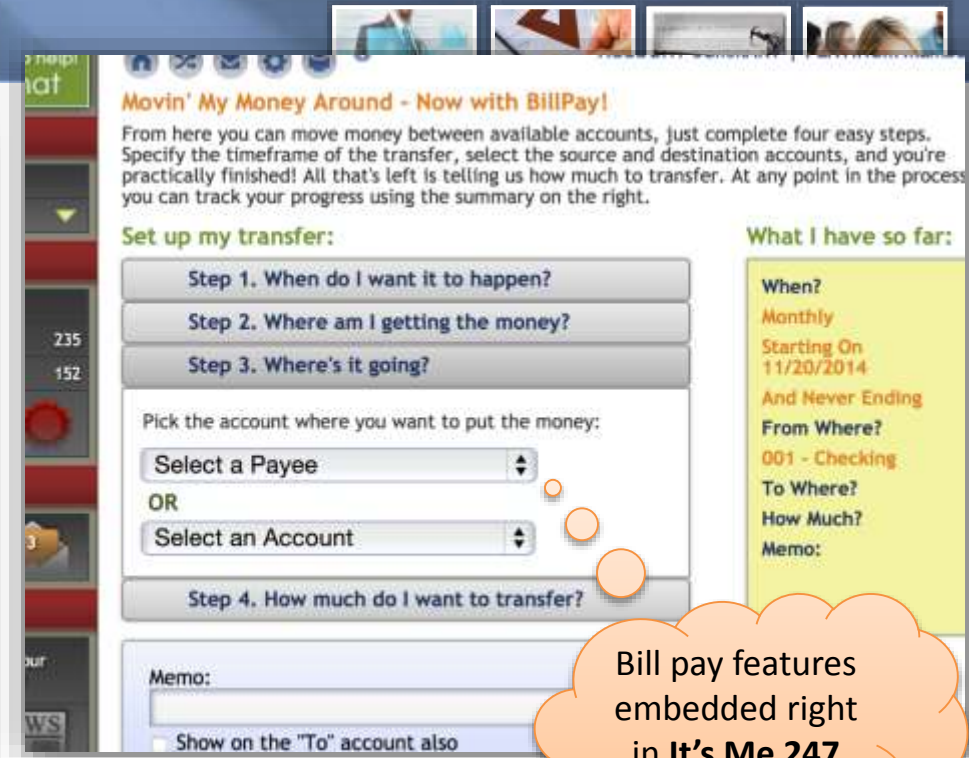 Movin' My Money Around - Now with BillPay!
From here you can move money between available accounts, just complete four easy steps.
Specify the timeframe of the transfer, select the source and destination accounts, and you're
practically finished! All that's left is telling us how much to transfer. At any point in the process
you can track your progress using the summary on the right.
Set up my transfer:
Step 1. When do I want it to happen?
Step 2. Where am I getting the money?
Step 3. Where's it going?
Pick the account where you want to put the money:
Select a Payee
OR
Select an Account
Step 4. How much do I want to transfer?
Memo:
Show on the "To" account also
What I have so far:
When?
Monthly
Starting On
11/20/2014
And Never Ending
From Where?
001 - Checking
To Where?
How Much?
Memo:
235
152
3
Bill pay features
embedded right
in It's Me 247